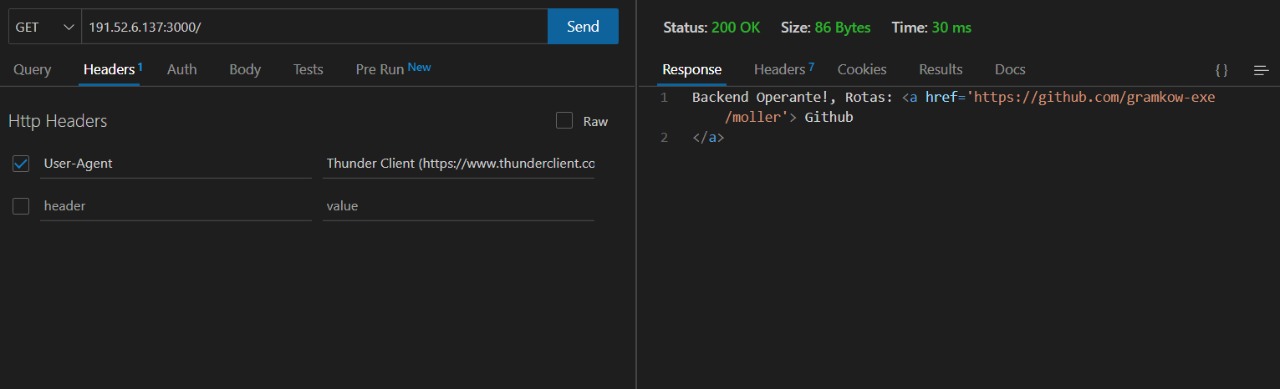 GET 191.52.6.137:3000/ Send
Query Headers 1 Auth Body Tests Pre Run New
Http Headers Raw
User-Agent Thunder Client (https://www.thunderclient.cc
header value
Status: 200 OK Size: 86 Bytes Time: 30 ms
Response Headers 7 Cookies Results Docs { }
1 Backend Operante!, Rotas: <a href='https://github.com/gramkow-exe
/moller'> Github
2 </a>